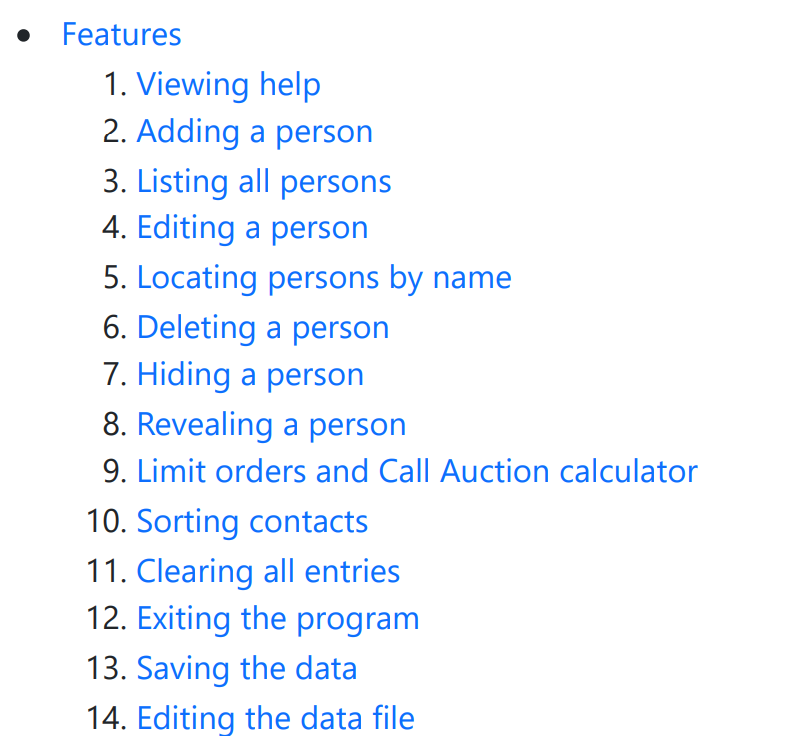 Features
1. Viewing help
2. Adding a person
3. Listing all persons
4. Editing a person
5. Locating persons by name
6. Deleting a person
7. Hiding a person
8. Revealing a person
9. Limit orders and Call Auction calculator
10. Sorting contacts
11. Clearing all entries
12. Exiting the program
13. Saving the data
14. Editing the data file